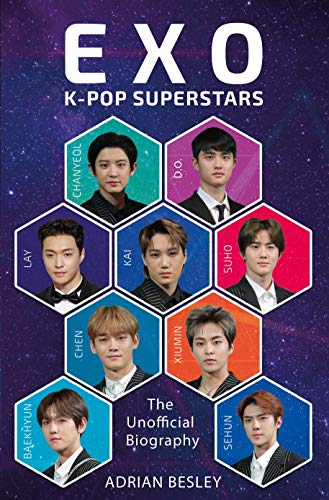 EXO
K-POP SUPERSTARS
CHANYEOL
D.O.
LAY
KAI
SUHO
CHEN
XIUMIN
BAEKHYUN
The
Unofficial
Biography
SEHUN
ADRIAN BESLEY